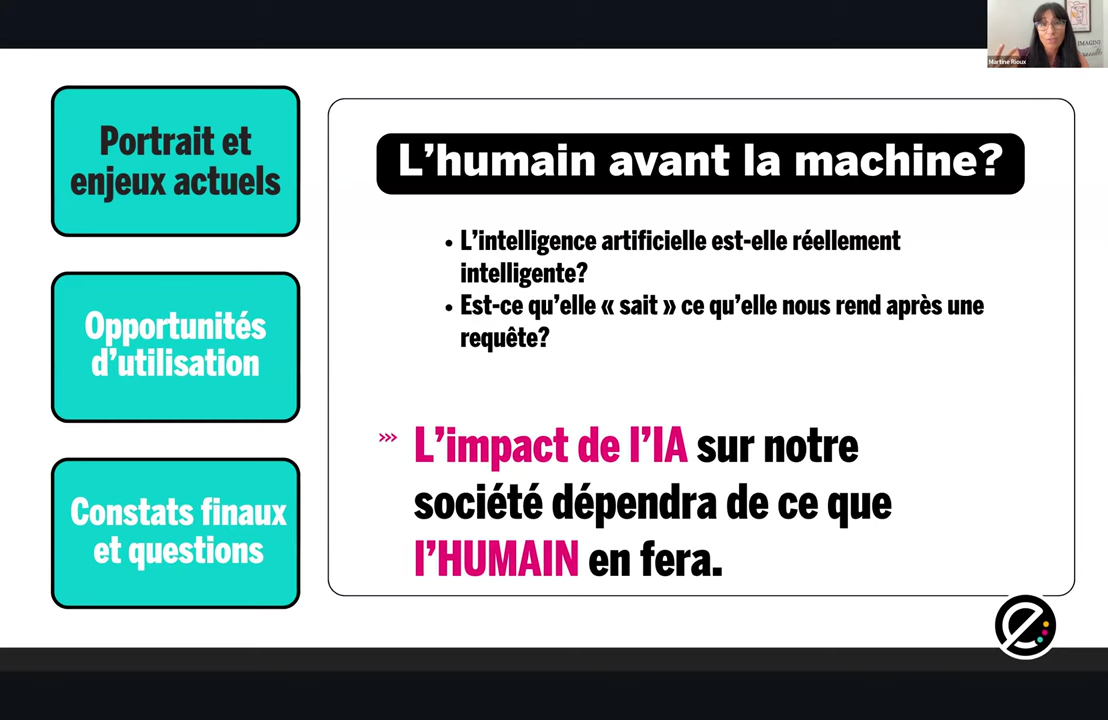 Martine Rioux
Portrait et
enjeux actuels
Opportunités
d'utilisation
Constats finaux
et questions
L'humain avant la machine?
• L'intelligence artificielle est-elle réellement
intelligente?
• Est-ce qu'elle « sait » ce qu'elle nous rend après une
requête?
››› L'impact de l'IA sur notre
société dépendra de ce que
l'HUMAIN en fera.